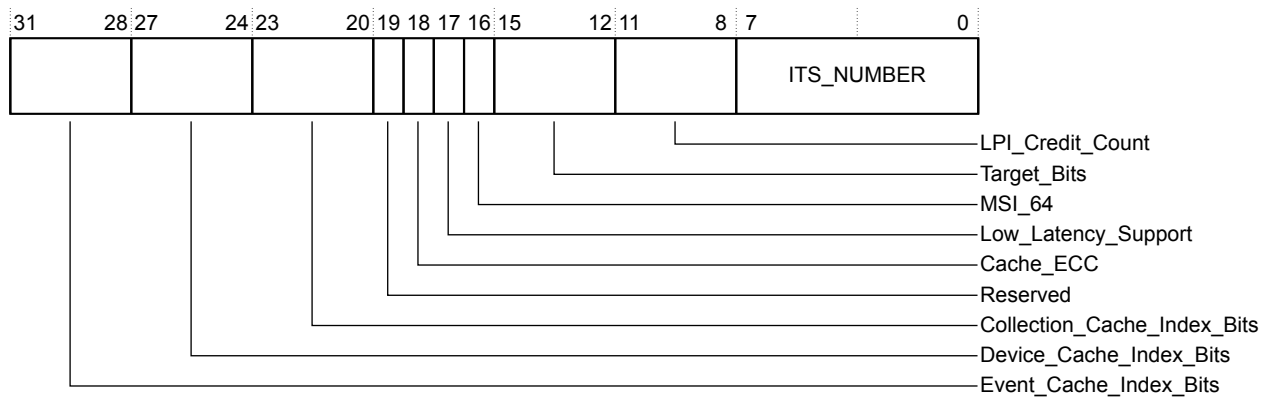 31 28 27 24 23 20 19 18 17 16 15 12 11 8 7 0
ITS_NUMBER
LPI_Credit_Count
Target_Bits
MSI_64
Low_Latency_Support
Cache_ECC
Reserved
Collection_Cache_Index_Bits
Device_Cache_Index_Bits
Event_Cache_Index_Bits